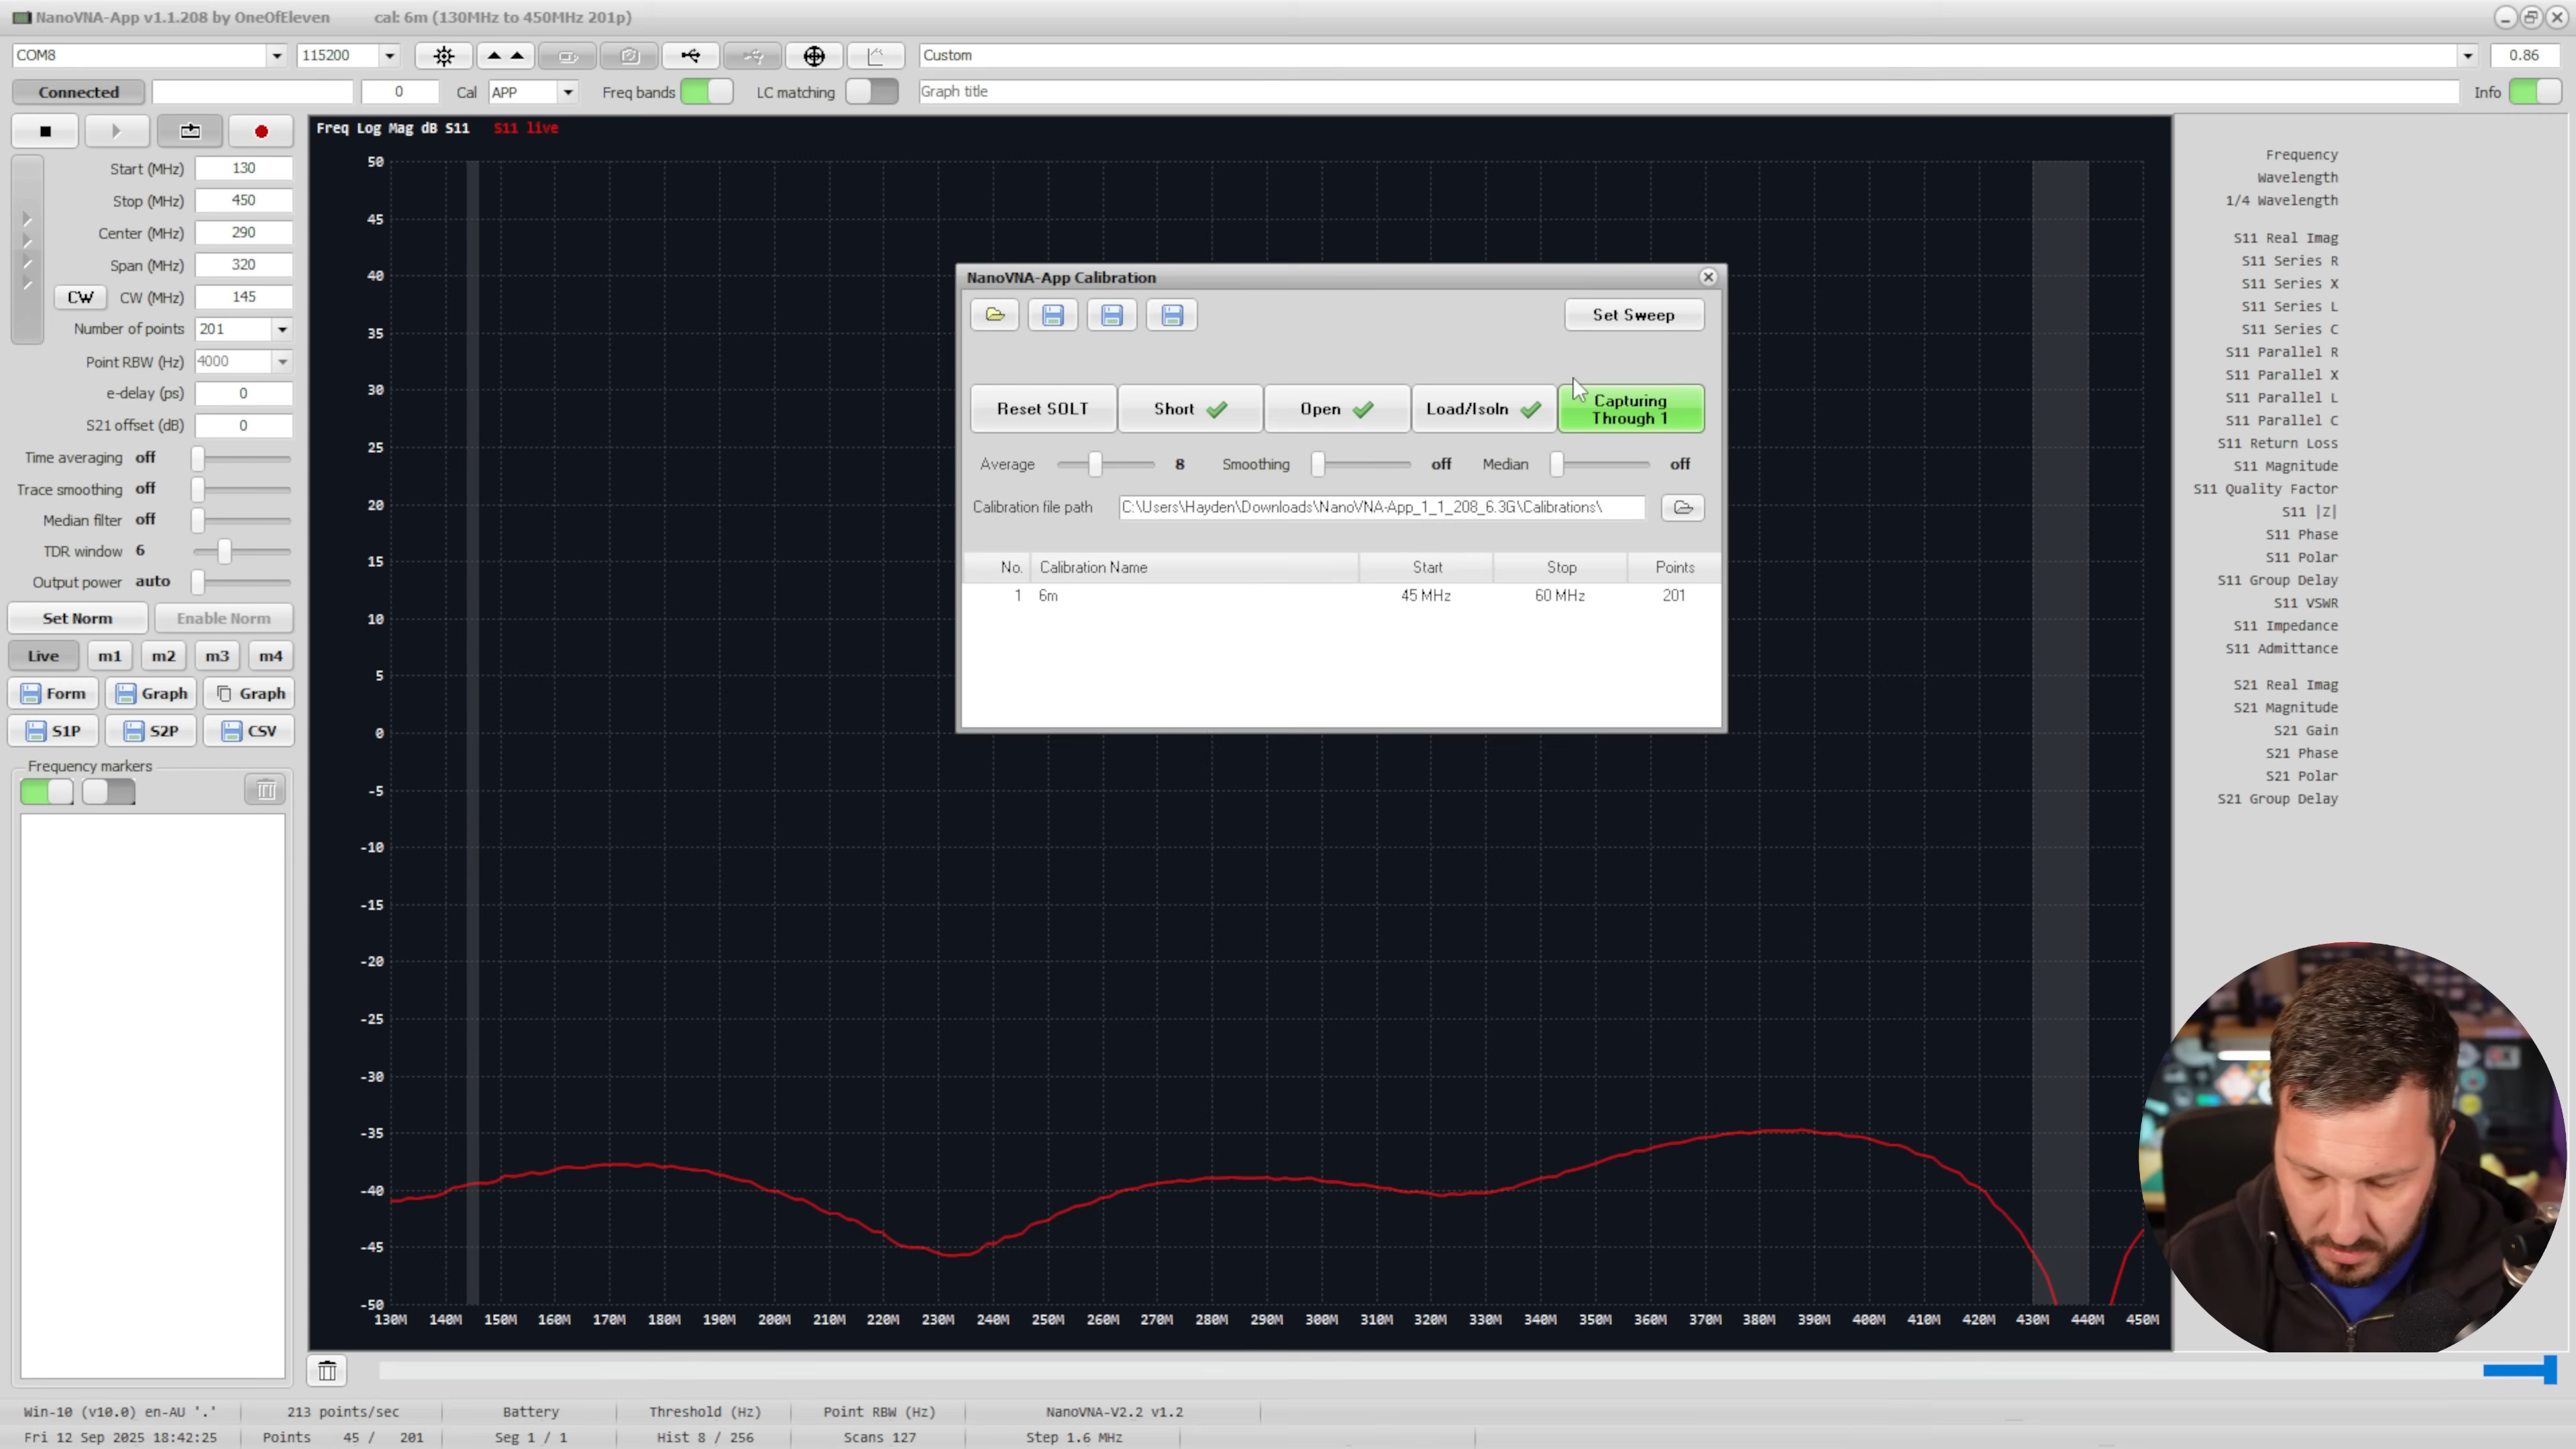 NanoVNA-App v1.1.208 by OneOfEleven cal: 6m (130MHz to 450MHz 201p)
COM8 115200 Custom 0.86
Connected 0 Cal APP Freq bands LC matching Graph title Info
Freq Log Mag dB S11 S11 live
Start (MHz) 130
Stop (MHz) 450
Center (MHz) 290
Span (MHz) 320
CW CW (MHz) 145
Number of points 201
Point RBW (Hz) 4000
e-delay (ps) 0
S21 offset (dB) 0
Time averaging off
Trace smoothing off
Median filter off
TDR window 6
Output power auto
Set Norm Enable Norm
Live m1 m2 m3 m4
Form Graph Graph
S1P S2P CSV
Frequency markers
50
45
40
35
30
25
20
15
10
5
0
-5
-10
-15
-20
-25
-30
-35
-40
-45
-50
130M 140M 150M 160M 170M 180M 190M 200M 210M 220M 230M 240M 250M 260M 270M 280M 290M 300M 310M 320M 330M 340M 350M 360M 370M 380M 390M 400M 410M 420M 430M 440M 450M
NanoVNA-App Calibration
Set Sweep
Reset SOLT Short Open Load/Isoln Capturing
Through 1
Average 8 Smoothing off Median off
Calibration file path C:\Users\Hayden\Downloads\NanoVNA-App_1_1_208_6.3G\Calibrations\
No. Calibration Name Start Stop Points
1 6m 45 MHz 60 MHz 201
Frequency
Wavelength
1/4 Wavelength
S11 Real Imag
S11 Series R
S11 Series X
S11 Series L
S11 Series C
S11 Parallel R
S11 Parallel X
S11 Parallel L
S11 Parallel C
S11 Return Loss
S11 Magnitude
S11 Quality Factor
S11 |Z|
S11 Phase
S11 Polar
S11 Group Delay
S11 VSWR
S11 Impedance
S11 Admittance
S21 Real Imag
S21 Magnitude
S21 Gain
S21 Phase
S21 Polar
S21 Group Delay
Win-10 (v10.0) en-AU '.' 213 points/sec Battery Threshold (Hz) Point RBW (Hz) NanoVNA-V2.2 v1.2
Fri 12 Sep 2025 18:42:25 Points 45 / 201 Seg 1 / 1 Hist 8 / 256 Scans 127 Step 1.6 MHz